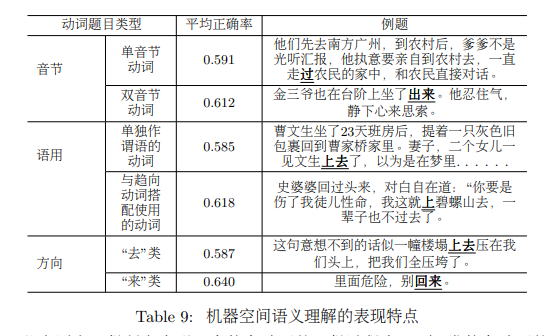 动词题目类型 平均正确率 例题
音节 单音节动词 0.591 他们先去南方广州，到农村后，爹爹不是
光听汇报，他执意要亲自到农村去，一直
走过农民的家中，和农民直接对话。
双音节动词 0.612 金三爷也在台阶上坐了出来。他忍住气，
静下心来思索。
语用 单独作谓语的动词 0.585 曹文生坐了23天班房后，提着一只灰色旧
包裹回到曹家桥家里。妻子，二个女儿一
见文生上去了，以为是在梦里......
与趋向动词搭配使用的动词 0.618 史婆婆回过头来，对白自在道：“你要是
伤了我徒儿性命，我这就上碧螺山去，一
辈子也不过去了。
方向 “去”类 0.587 这句意想不到的话似一幢楼塌上去压在我
们头上，把我们全压垮了。
“来”类 0.640 里面危险，别回来。
Table 9: 机器空间语义理解的表现特点